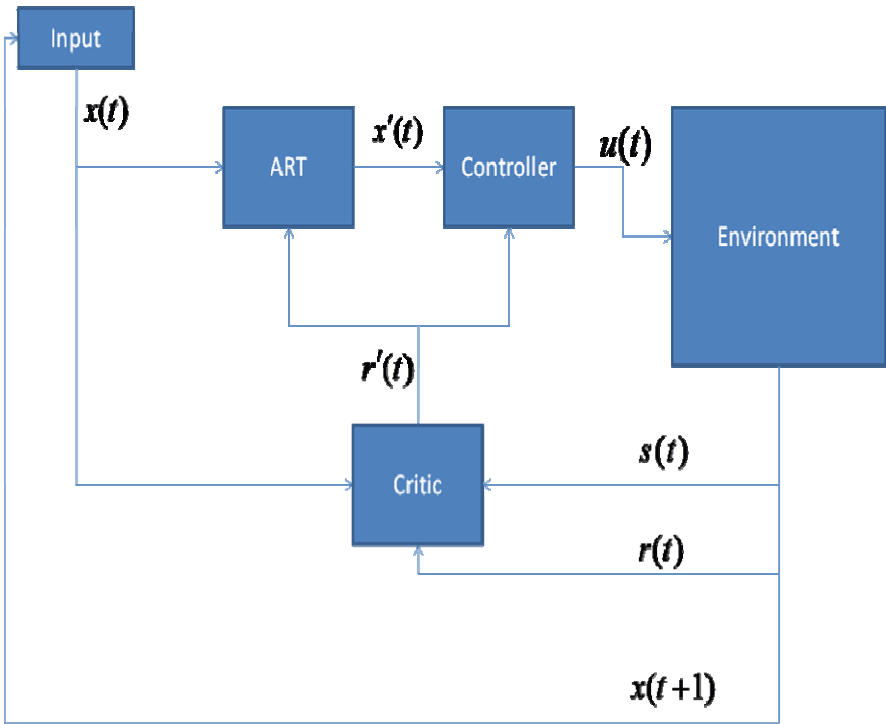 Input
x(t)
ART
x'(t)
Controller
u(t)
Environment
r'(t)
Critic
s(t)
r(t)
x(t+1)